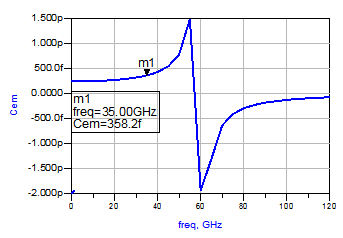 1.500p
1.000p
500.0f
0.0000
-500.0f
-1.000p
-1.500p
-2.000p
Cem
m1
m1
freq=35.00GHz
Cem=358.2f
0 20 40 60 80 100 120
freq, GHz